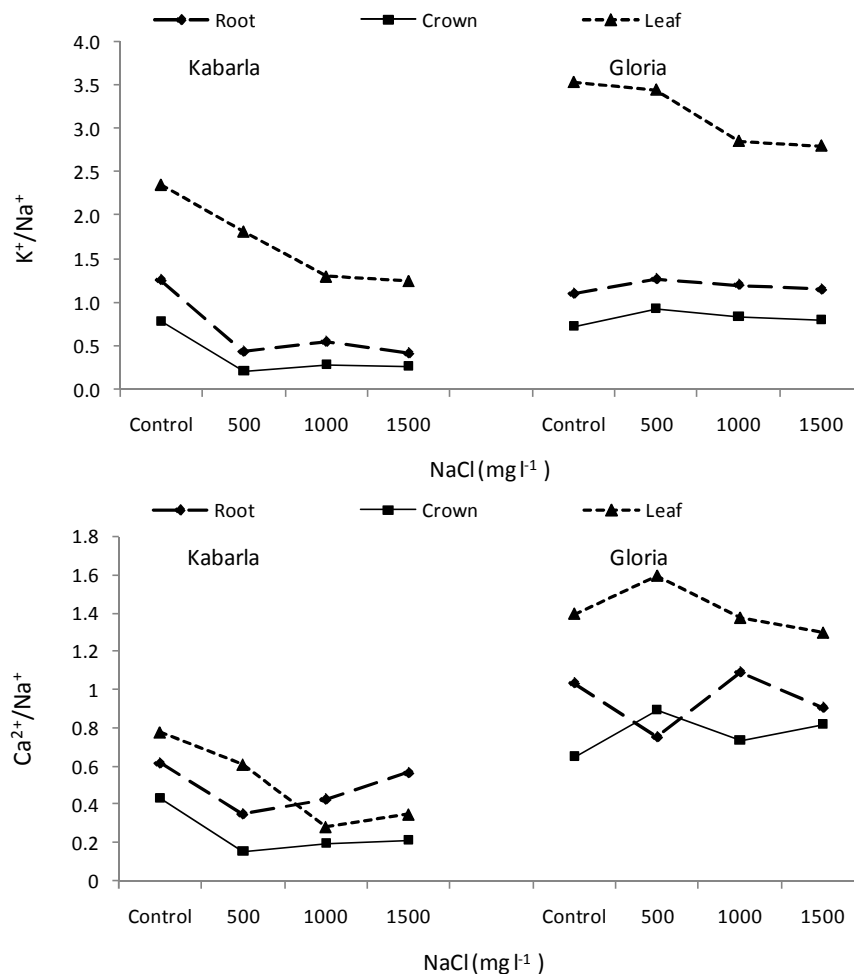 Root Crown Leaf
Kabarla Gloria
4.0
3.5
3.0
2.5
2.0
1.5
1.0
0.5
0.0
K⁺/Na⁺
Control 500 1000 1500 Control 500 1000 1500
NaCl (mg l⁻¹ )
Root Crown Leaf
Kabarla Gloria
1.8
1.6
1.4
1.2
1
0.8
0.6
0.4
0.2
0
Ca²⁺/Na⁺
Control 500 1000 1500 Control 500 1000 1500
NaCl (mg l⁻¹ )